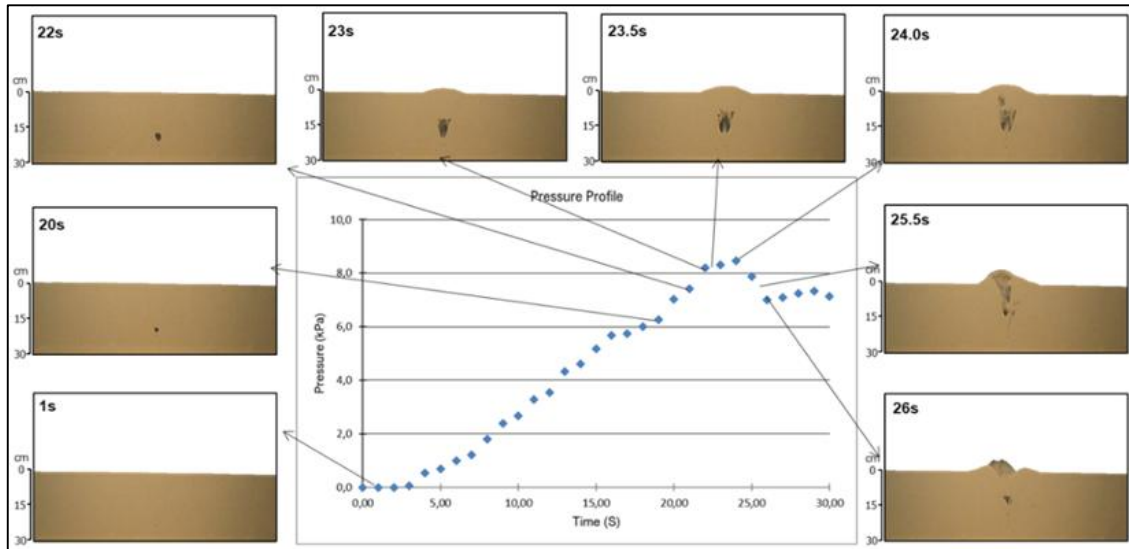 22s
cm
0
15
30
23s
cm
0
15
30
23.5s
cm
0
15
30
24.0s
cm
0
15
30
20s
cm
0
15
30
Pressure Profile
10,0
8,0
6,0
4,0
2,0
0,0
Pressure (kPa)
0,00
5,00
10,00
15,00
20,00
25,00
30,00
Time (S)
25.5s
cm
0
15
30
1s
cm
0
15
30
26s
cm
0
15
30